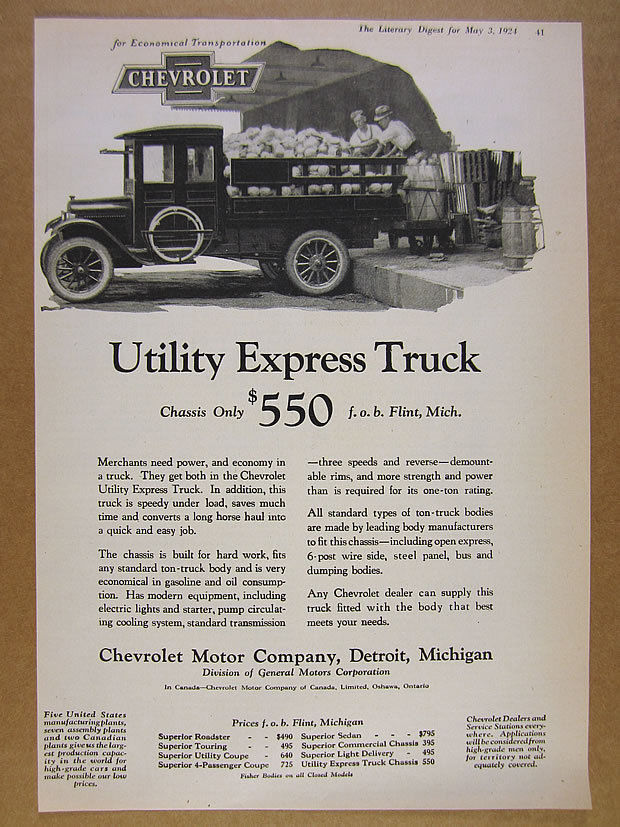 The Literary Digest for May 3, 1924 41
for Economical Transportation
CHEVROLET
Utility Express Truck
Chassis Only $550 f. o. b. Flint, Mich.
Merchants need power, and economy in
a truck. They get both in the Chevrolet
Utility Express Truck. In addition, this
truck is speedy under load, saves much
time and converts a long horse haul into
a quick and easy job.
The chassis is built for hard work, fits
any standard ton-truck body and is very
economical in gasoline and oil consump-
tion. Has modern equipment, including
electric lights and starter, pump circulat-
ing cooling system, standard transmission
—three speeds and reverse—demount-
able rims, and more strength and power
than is required for its one-ton rating.
All standard types of ton-truck bodies
are made by leading body manufacturers
to fit this chassis—including open express,
6-post wire side, steel panel, bus and
dumping bodies.
Any Chevrolet dealer can supply this
truck fitted with the body that best
meets your needs.
Chevrolet Motor Company, Detroit, Michigan
Division of General Motors Corporation
In Canada—Chevrolet Motor Company of Canada, Limited, Oshawa, Ontario
Five United States
manufacturing plants,
seven assembly plants
and two Canadian
plants give us the larg-
est production capac-
ity in the world for
high-grade cars and
make possible our low
prices.
Prices f. o. b. Flint, Michigan
Superior Roadster - - $490
Superior Touring - - 495
Superior Utility Coupe - 640
Superior 4-Passenger Coupe 725
Superior Sedan - - - $795
Superior Commercial Chassis 395
Superior Light Delivery - 495
Utility Express Truck Chassis 550
Fisher Bodies on all Closed Models
Chevrolet Dealers and
Service Stations every-
where. Applications
will be considered from
high-grade men only,
for territory not ad-
equately covered.